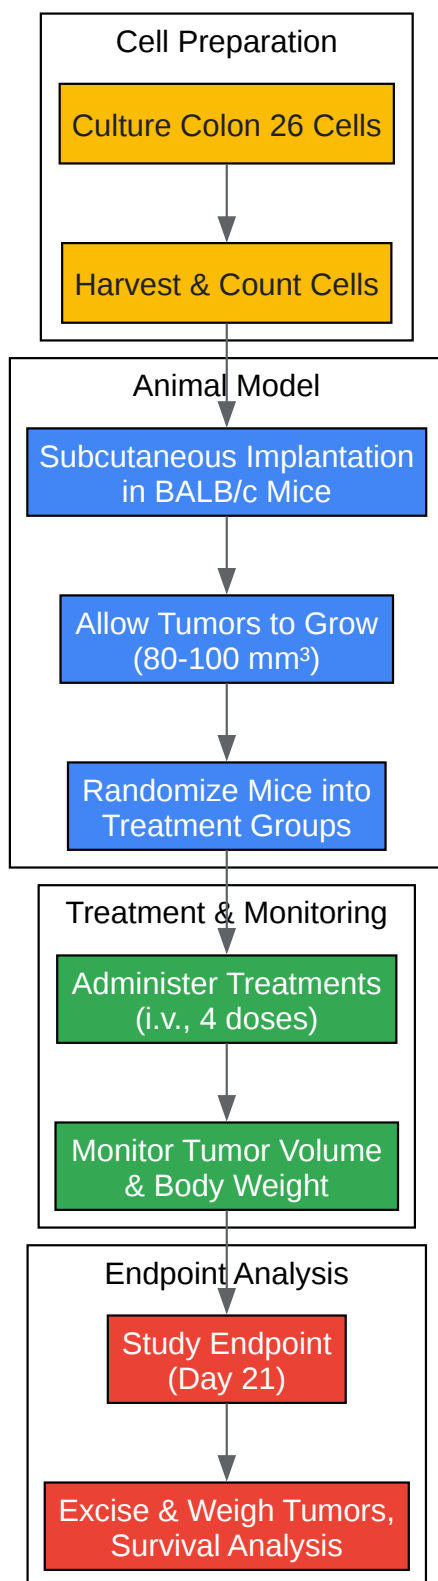 Cell Preparation
Culture Colon 26 Cells
Harvest & Count Cells
Animal Model
Subcutaneous Implantation
in BALB/c Mice
Allow Tumors to Grow
(80-100 mm³)
Randomize Mice into
Treatment Groups
Treatment & Monitoring
Administer Treatments
(i.v., 4 doses)
Monitor Tumor Volume
& Body Weight
Endpoint Analysis
Study Endpoint
(Day 21)
Excise & Weigh Tumors,
Survival Analysis